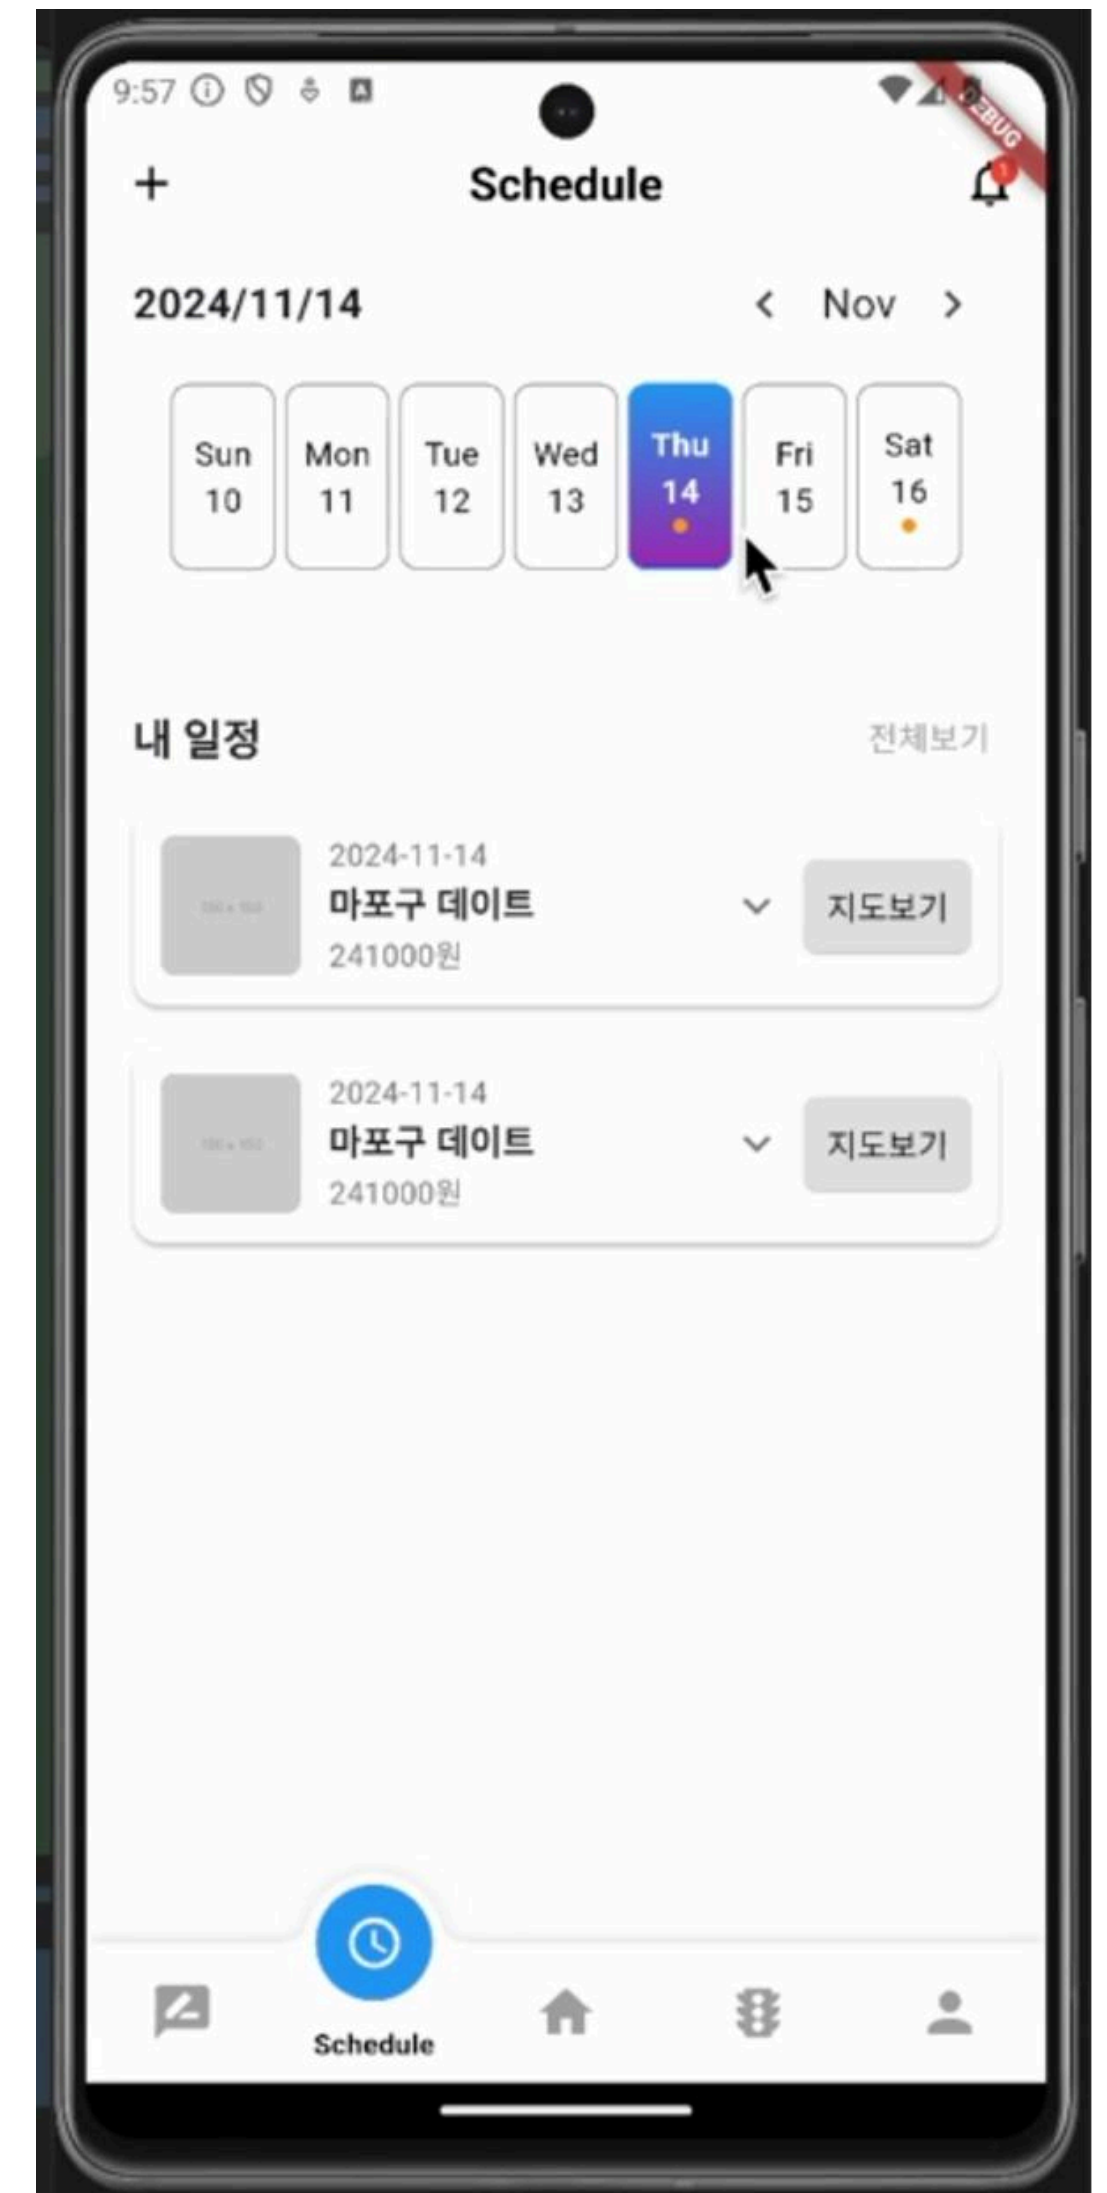 9:57
DEBUG
Schedule
1
2024/11/14
Nov
Sun
10
Mon
11
Tue
12
Wed
13
Thu
14
Fri
15
Sat
16
내 일정
전체보기
2024-11-14
마포구 데이트
241000원
지도보기
2024-11-14
마포구 데이트
241000원
지도보기
Schedule